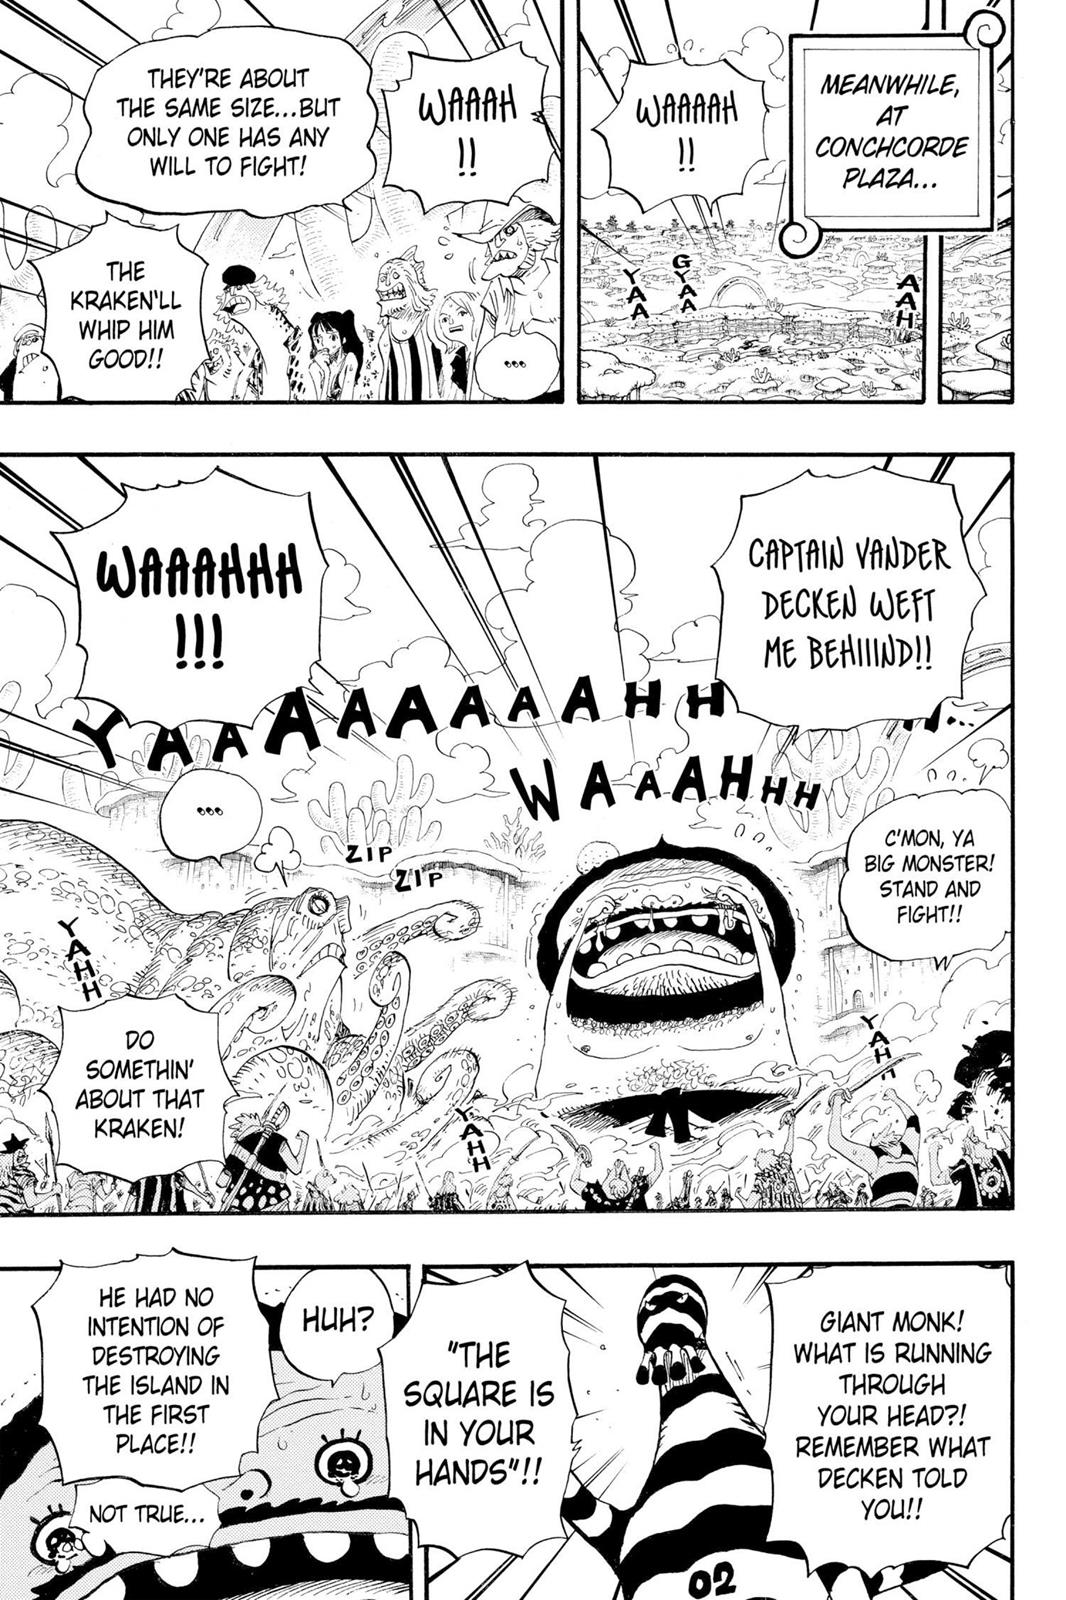 MEANWHILE,
AT
CONCHCORDE
PLAZA...
WAAAAH
!!
GYAA
YAA
AAH
WAAAH
!!
THEY'RE ABOUT
THE SAME SIZE...BUT
ONLY ONE HAS ANY
WILL TO FIGHT!
THE
KRAKEN'LL
WHIP HIM
GOOD!!
...
CAPTAIN VANDER
DECKEN WEFT
ME BEHIIIND!!
WAAAHHH
!!!
YAAAAAAAAAHHH...
WAAAHHHH
...
ZIP
ZIP
C'MON, YA
BIG MONSTER!
STAND AND
FIGHT!!
YAHH
YAHH
YAHH
DO
SOMETHIN'
ABOUT THAT
KRAKEN!
GIANT MONK!
WHAT IS RUNNING
THROUGH
YOUR HEAD?!
REMEMBER WHAT
DECKEN TOLD
YOU!!
02
"THE
SQUARE IS
IN YOUR
HANDS"!!
HUH?
HE HAD NO
INTENTION OF
DESTROYING
THE ISLAND IN
THE FIRST
PLACE!!
NOT TRUE...